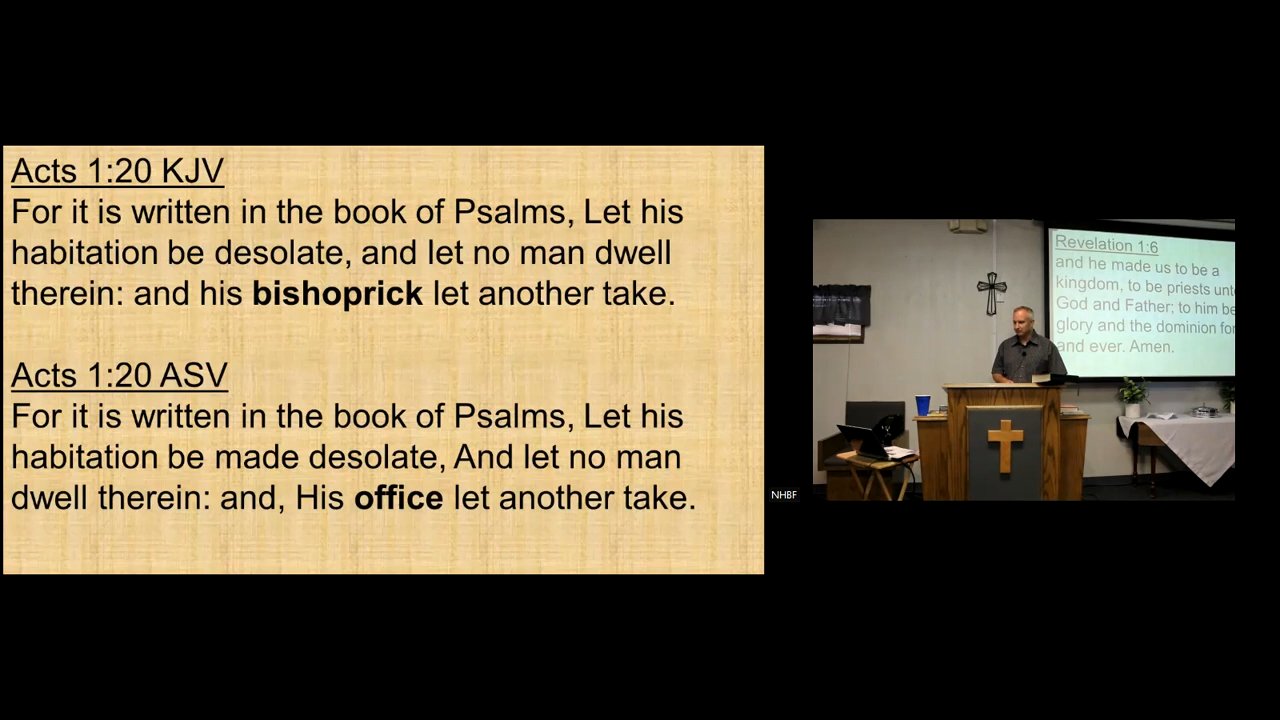 Acts 1:20 KJV
For it is written in the book of Psalms, Let his
habitation be desolate, and let no man dwell
therein: and his bishoprick let another take.
Acts 1:20 ASV
For it is written in the book of Psalms, Let his
habitation be made desolate, And let no man
dwell therein: and, His office let another take.
NHBF
Revelation 1:6
and he made us to be a
kingdom, to be priests unt
God and Father; to him be
glory and the dominion for
and ever. Amen.